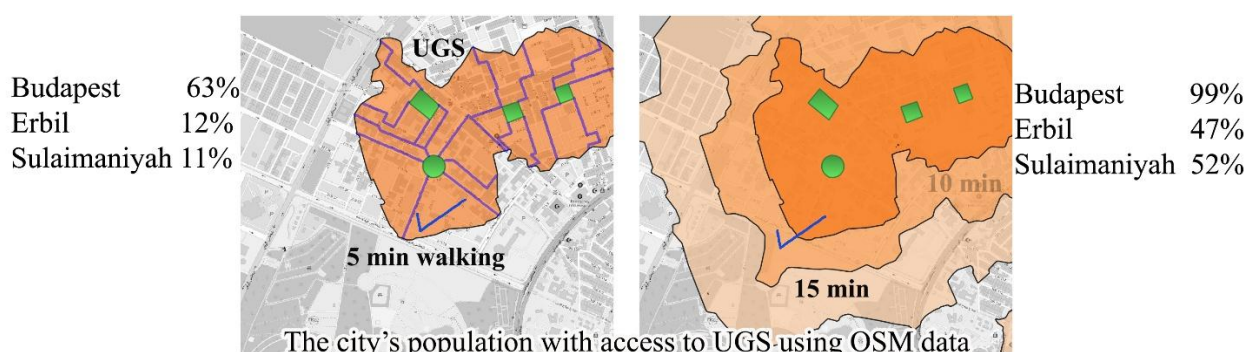 Budapest 63%
Erbil 12%
Sulaimaniyah 11%
UGS
5 min walking
10 min
15 min
Budapest 99%
Erbil 47%
Sulaimaniyah 52%
The city's population with access to UGS using OSM data